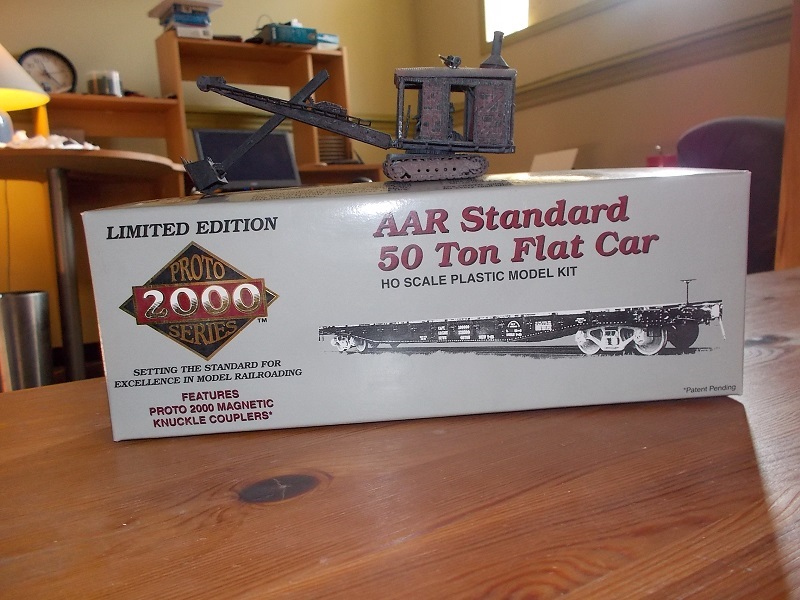 LIMITED EDITION
PROTO
2000
SERIES
TM
SETTING THE STANDARD FOR
EXCELLENCE IN MODEL RAILROADING
FEATURES
PROTO 2000 MAGNETIC
KNUCKLE COUPLERS*
AAR Standard
50 Ton Flat Car
HO SCALE PLASTIC MODEL KIT
*Patent Pending